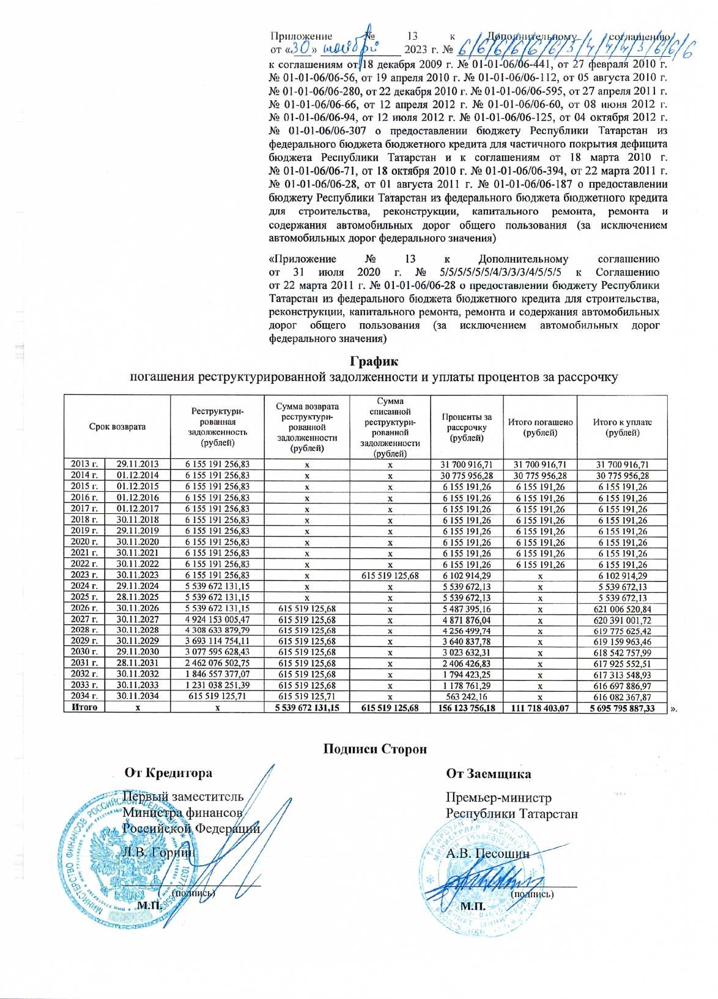 Приложение № 13 к Дополнительному соглашению
от «30» ноября 2023 г. № 6/6/6/6/6/6/6/5/4/4/4/5/6/6/6
к соглашениям от 18 декабря 2009 г. № 01-01-06/06-441, от 27 февраля 2010 г.
№ 01-01-06/06-56, от 19 апреля 2010 г. № 01-01-06/06-112, от 05 августа 2010 г.
№ 01-01-06/06-280, от 22 декабря 2010 г. № 01-01-06/06-595, от 27 апреля 2011 г.
№ 01-01-06/06-66, от 12 апреля 2012 г. № 01-01-06/06-60, от 08 июня 2012 г.
№ 01-01-06/06-94, от 12 июля 2012 г. № 01-01-06/06-125, от 04 октября 2012 г.
№ 01-01-06/06-307 о предоставлении бюджету Республики Татарстан из
федерального бюджета бюджетного кредита для частичного покрытия дефицита
бюджета Республики Татарстан и к соглашениям от 18 марта 2010 г.
№ 01-01-06/06-71, от 18 октября 2010 г. № 01-01-06/06-394, от 22 марта 2011 г.
№ 01-01-06/06-28, от 01 августа 2011 г. № 01-01-06/06-187 о предоставлении
бюджету Республики Татарстан из федерального бюджета бюджетного кредита
для строительства, реконструкции, капитального ремонта, ремонта и
содержания автомобильных дорог общего пользования (за исключением
автомобильных дорог федерального значения)
«Приложение № 13 к Дополнительному соглашению
от 31 июля 2020 г. № 5/5/5/5/5/5/4/3/3/3/4/5/5/5 к Соглашению
от 22 марта 2011 г. № 01-01-06/06-28 о предоставлении бюджету Республики
Татарстан из федерального бюджета бюджетного кредита для строительства,
реконструкции, капитального ремонта, ремонта и содержания автомобильных
дорог общего пользования (за исключением автомобильных дорог
федерального значения)
График
погашения реструктурированной задолженности и уплаты процентов за рассрочку
Срок возврата Реструктури-рованная задолженность (рублей) Сумма возврата реструктури-рованной задолженности (рублей) Сумма списанной реструктури-рованной задолженности (рублей) Проценты за рассрочку (рублей) Итого погашено (рублей) Итого к уплате (рублей)
2013 г. 29.11.2013 6 155 191 256,83 х х 31 700 916,71 31 700 916,71 31 700 916,71
2014 г. 01.12.2014 6 155 191 256,83 х х 30 775 956,28 30 775 956,28 30 775 956,28
2015 г. 01.12.2015 6 155 191 256,83 х х 6 155 191,26 6 155 191,26 6 155 191,26
2016 г. 01.12.2016 6 155 191 256,83 х х 6 155 191,26 6 155 191,26 6 155 191,26
2017 г. 01.12.2017 6 155 191 256,83 х х 6 155 191,26 6 155 191,26 6 155 191,26
2018 г. 30.11.2018 6 155 191 256,83 х х 6 155 191,26 6 155 191,26 6 155 191,26
2019 г. 29.11.2019 6 155 191 256,83 х х 6 155 191,26 6 155 191,26 6 155 191,26
2020 г. 30.11.2020 6 155 191 256,83 х х 6 155 191,26 6 155 191,26 6 155 191,26
2021 г. 30.11.2021 6 155 191 256,83 х х 6 155 191,26 6 155 191,26 6 155 191,26
2022 г. 30.11.2022 6 155 191 256,83 х х 6 155 191,26 6 155 191,26 6 155 191,26
2023 г. 30.11.2023 6 155 191 256,83 х 615 519 125,68 6 102 914,29 х 6 102 914,29
2024 г. 29.11.2024 5 539 672 131,15 х х 5 539 672,13 х 5 539 672,13
2025 г. 28.11.2025 5 539 672 131,15 х х 5 539 672,13 х 5 539 672,13
2026 г. 30.11.2026 5 539 672 131,15 615 519 125,68 х 5 487 395,16 х 621 006 520,84
2027 г. 30.11.2027 4 924 153 005,47 615 519 125,68 х 4 871 876,04 х 620 391 001,72
2028 г. 30.11.2028 4 308 633 879,79 615 519 125,68 х 4 256 499,74 х 619 775 625,42
2029 г. 30.11.2029 3 693 114 754,11 615 519 125,68 х 3 640 837,78 х 619 159 963,46
2030 г. 29.11.2030 3 077 595 628,43 615 519 125,68 х 3 023 632,31 х 618 542 757,99
2031 г. 28.11.2031 2 462 076 502,75 615 519 125,68 х 2 406 426,83 х 617 925 552,51
2032 г. 30.11.2032 1 846 557 377,07 615 519 125,68 х 1 794 423,25 х 617 313 548,93
2033 г. 30.11.2033 1 231 038 251,39 615 519 125,68 х 1 178 761,29 х 616 697 886,97
2034 г. 30.11.2034 615 519 125,71 615 519 125,71 х 563 242,16 х 616 082 367,87
Итого х х 5 539 672 131,15 615 519 125,68 156 123 756,18 111 718 403,07 5 695 795 887,33 ».
Подписи Сторон
От Кредитора
Первый заместитель
Министра финансов
Российской Федерации
Л.В. Горнин
(подпись)
М.П.
МИНИСТЕРСТВО ФИНАНСОВ РОССИЙСКОЙ ФЕДЕРАЦИИ
От Заемщика
Премьер-министр
Республики Татарстан
А.В. Песошин
(подпись)
М.П.